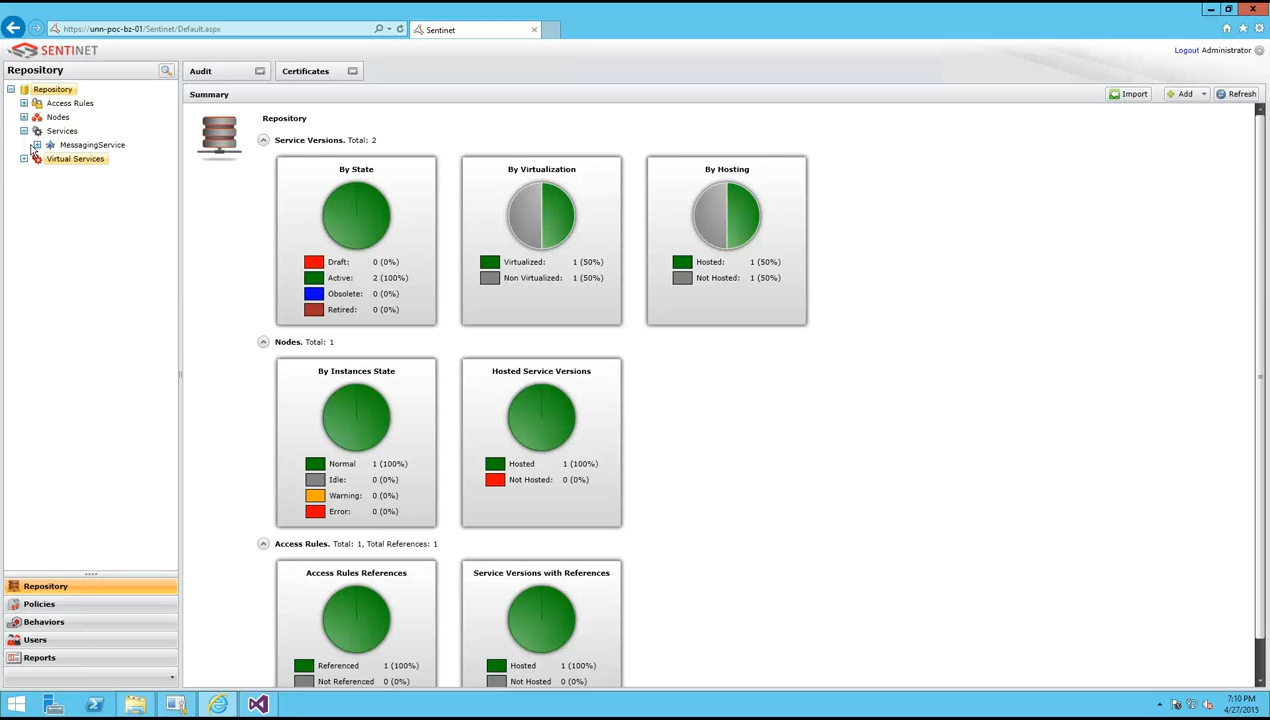 https://unn-poc-bz-01/Sentinet/Default.aspx
Sentinet
SENTINET
Logout Administrator
Repository
Audit
Certificates
Summary
Import
Add
Refresh
Repository
Access Rules
Nodes
Services
MessagingService
Virtual Services
Repository
Service Versions. Total: 2
By State
Draft: 0 (0%)
Active: 2 (100%)
Obsolete: 0 (0%)
Retired: 0 (0%)
By Virtualization
Virtualized: 1 (50%)
Non Virtualized: 1 (50%)
By Hosting
Hosted: 1 (50%)
Not Hosted: 1 (50%)
Nodes. Total: 1
By Instances State
Normal 1 (100%)
Idle: 0 (0%)
Warning: 0 (0%)
Error: 0 (0%)
Hosted Service Versions
Hosted 1 (100%)
Not Hosted: 0 (0%)
Access Rules. Total: 1, Total References: 1
Access Rules References
Referenced 1 (100%)
Not Referenced 0 (0%)
Service Versions with References
Hosted 1 (100%)
Not Hosted 0 (0%)
Repository
Policies
Behaviors
Users
Reports
7:10 PM
4/27/2015